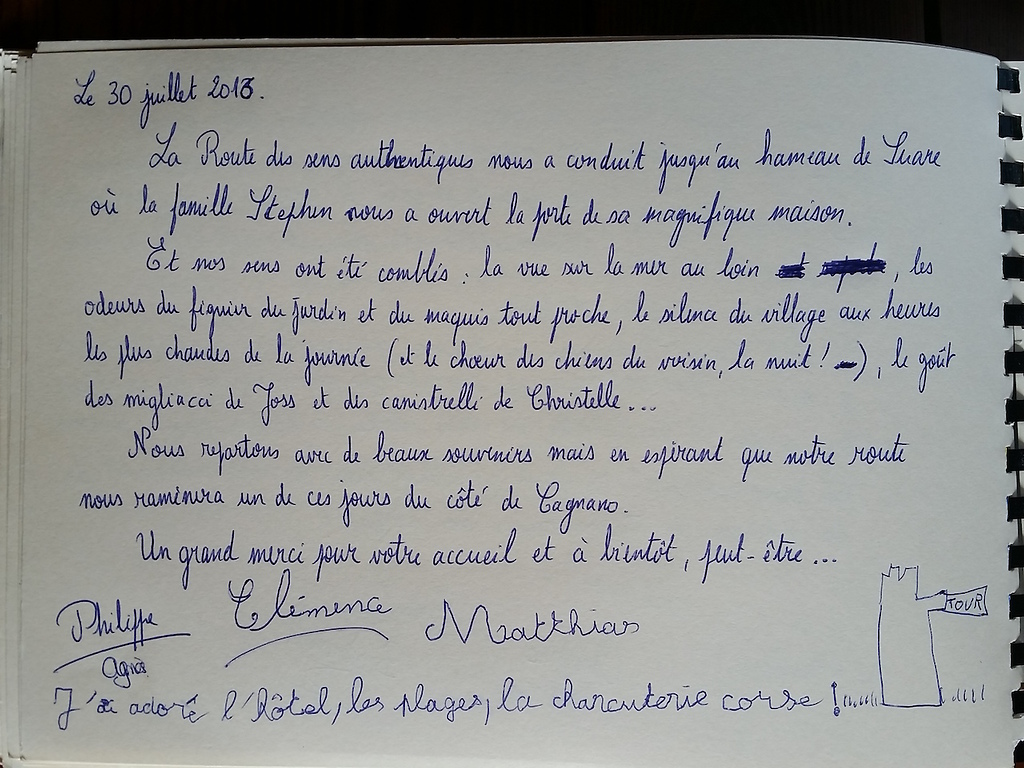 Le 30 juillet 2013.
La Route des sens authentiques nous a conduit jusqu'au hameau de Suare
où la famille Stephen nous a ouvert la porte de sa magnifique maison.
Et nos sens ont été comblés : la vue sur la mer au loin , les
odeurs du figuier du jardin et du maquis tout proche, le silence du village aux heures
les plus chaudes de la journée (et le chœur des chiens du voisin, la nuit !), le goût
des migliacci de Joss et des canistrelli de Christelle...
Nous repartons avec de beaux souvenirs mais en espérant que notre route
nous ramènera un de ces jours du côté de Cagnano.
Un grand merci pour votre accueil et à bientôt, peut-être...
Philippe Clémence Matthias
Agnès
TOUR
J'ai adoré l'hôtel, les plages, la charcuterie corse !